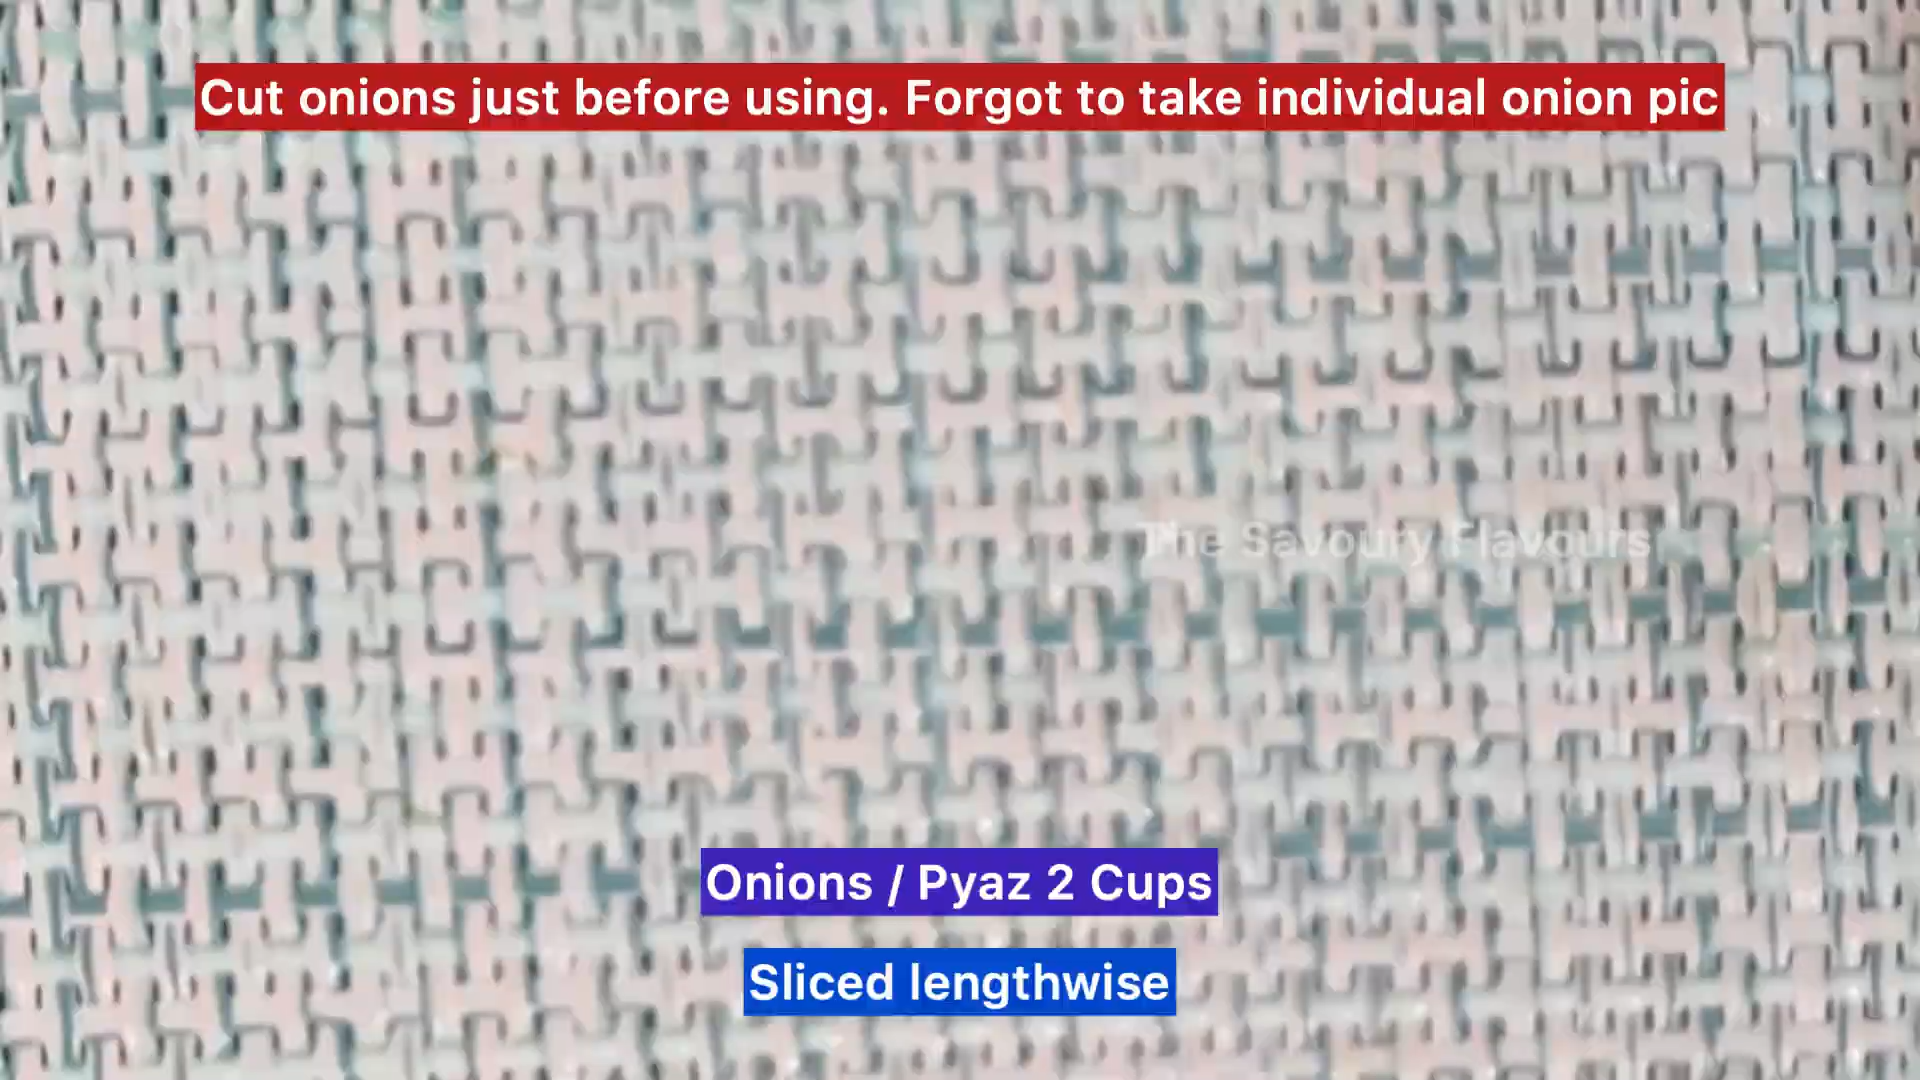 Cut onions just before using. Forgot to take individual onion pic
The Savoury Flavours
Onions / Pyaz 2 Cups
Sliced lengthwise